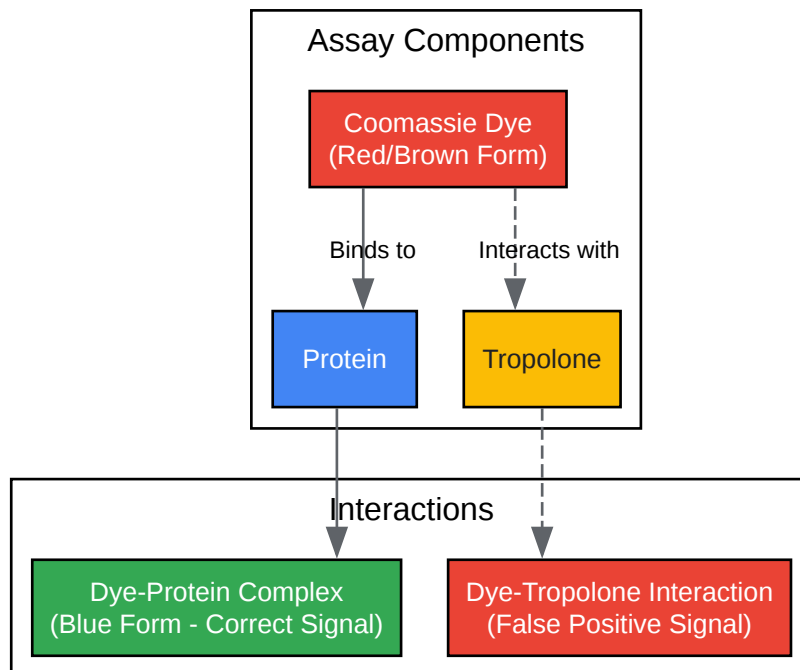 Assay Components
Coomassie Dye
(Red/Brown Form)
Binds to
Interacts with
Protein
Tropolone
Interactions
Dye-Protein Complex
(Blue Form - Correct Signal)
Dye-Tropolone Interaction
(False Positive Signal)